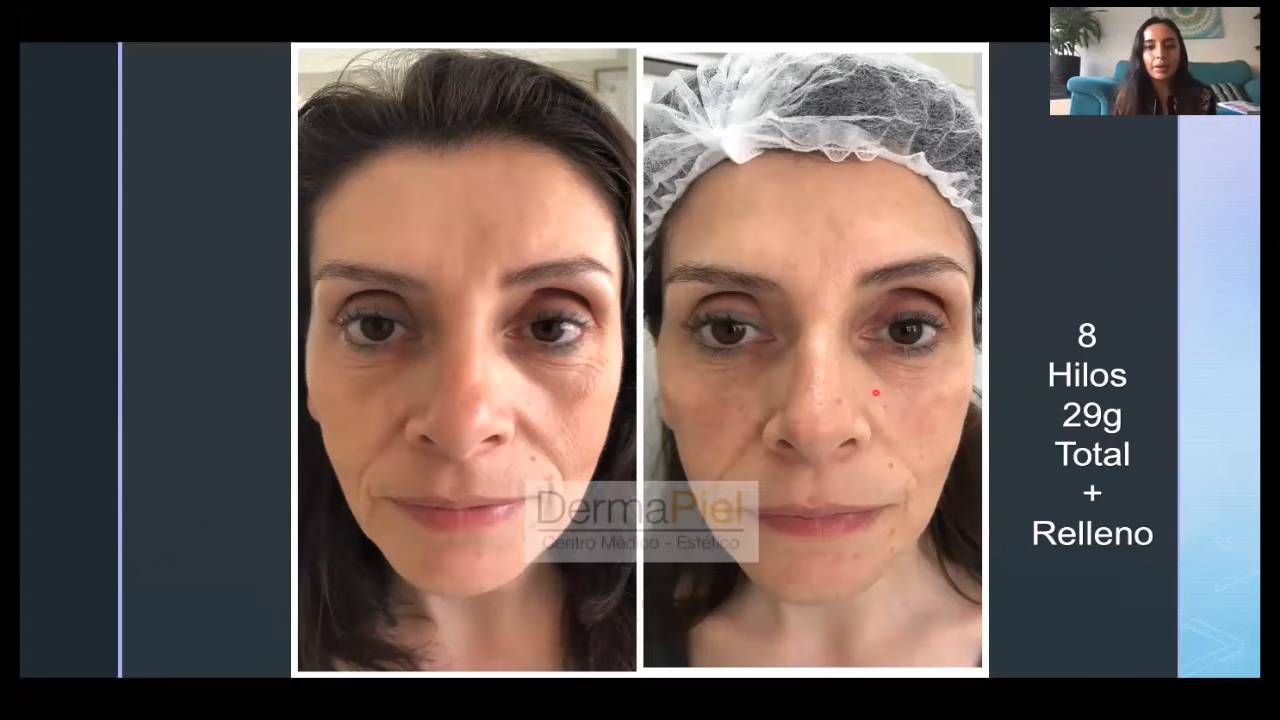 8
Hilos
29g
Total
+
Relleno
DermaPiel
Centro Médico - Estético